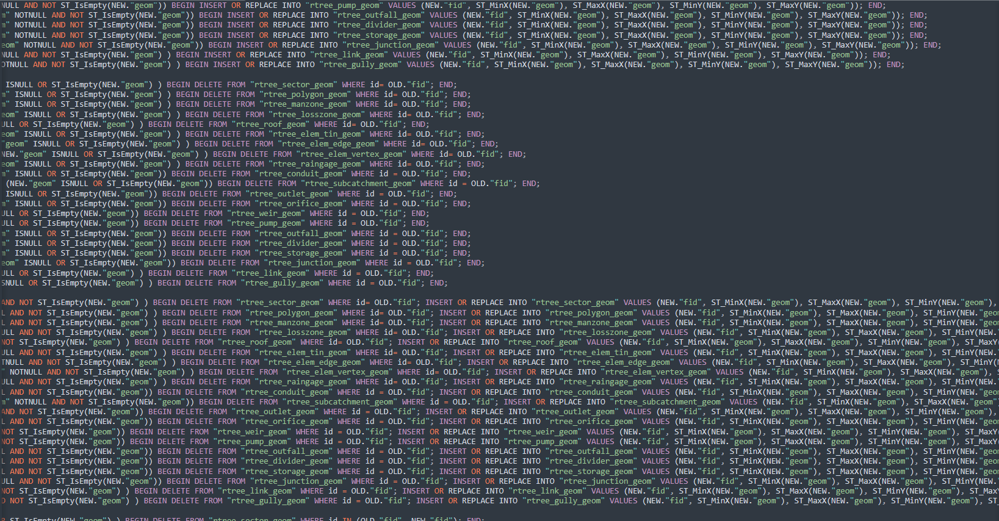 NULL AND NOT ST_IsEmpty(NEW."geom")) BEGIN INSERT OR REPLACE INTO "rtree_pump_geom" VALUES (NEW."fid", ST_MinX(NEW."geom"), ST_MaxX(NEW."geom"), ST_MinY(NEW."geom"), ST_MaxY(NEW."geom")); END;
m" NOTNULL AND NOT ST_IsEmpty(NEW."geom")) BEGIN INSERT OR REPLACE INTO "rtree_outfall_geom" VALUES (NEW."fid", ST_MinX(NEW."geom"), ST_MaxX(NEW."geom"), ST_MinY(NEW."geom"), ST_MaxY(NEW."geom")); END;
m" NOTNULL AND NOT ST_IsEmpty(NEW."geom")) BEGIN INSERT OR REPLACE INTO "rtree_divider_geom" VALUES (NEW."fid", ST_MinX(NEW."geom"), ST_MaxX(NEW."geom"), ST_MinY(NEW."geom"), ST_MaxY(NEW."geom")); END;
m" NOTNULL AND NOT ST_IsEmpty(NEW."geom")) BEGIN INSERT OR REPLACE INTO "rtree_storage_geom" VALUES (NEW."fid", ST_MinX(NEW."geom"), ST_MaxX(NEW."geom"), ST_MinY(NEW."geom"), ST_MaxY(NEW."geom")); END;
eom" NOTNULL AND NOT ST_IsEmpty(NEW."geom")) BEGIN INSERT OR REPLACE INTO "rtree_junction_geom" VALUES (NEW."fid", ST_MinX(NEW."geom"), ST_MaxX(NEW."geom"), ST_MinY(NEW."geom"), ST_MaxY(NEW."geom")); END;
NULL AND NOT ST_IsEmpty(NEW."geom") ) BEGIN INSERT OR REPLACE INTO "rtree_link_geom" VALUES (NEW."fid", ST_MinX(NEW."geom"), ST_MaxX(NEW."geom"), ST_MinY(NEW."geom"), ST_MaxY(NEW."geom")); END;
OTNULL AND NOT ST_IsEmpty(NEW."geom") ) BEGIN INSERT OR REPLACE INTO "rtree_gully_geom" VALUES (NEW."fid", ST_MinX(NEW."geom"), ST_MaxX(NEW."geom"), ST_MinY(NEW."geom"), ST_MaxY(NEW."geom")); END;
ISNULL OR ST_IsEmpty(NEW."geom") ) BEGIN DELETE FROM "rtree_sector_geom" WHERE id= OLD."fid"; END;
m" ISNULL OR ST_IsEmpty(NEW."geom") ) BEGIN DELETE FROM "rtree_polygon_geom" WHERE id= OLD."fid"; END;
m" ISNULL OR ST_IsEmpty(NEW."geom") ) BEGIN DELETE FROM "rtree_manzone_geom" WHERE id= OLD."fid"; END;
eom" ISNULL OR ST_IsEmpty(NEW."geom") ) BEGIN DELETE FROM "rtree_losszone_geom" WHERE id= OLD."fid"; END;
ULL OR ST_IsEmpty(NEW."geom") ) BEGIN DELETE FROM "rtree_roof_geom" WHERE id= OLD."fid"; END;
eom" ISNULL OR ST_IsEmpty(NEW."geom") ) BEGIN DELETE FROM "rtree_elem_tin_geom" WHERE id= OLD."fid"; END;
"geom" ISNULL OR ST_IsEmpty(NEW."geom") ) BEGIN DELETE FROM "rtree_elem_edge_geom" WHERE id= OLD."fid"; END;
NEW."geom" ISNULL OR ST_IsEmpty(NEW."geom") ) BEGIN DELETE FROM "rtree_elem_vertex_geom" WHERE id= OLD."fid"; END;
eom" ISNULL OR ST_IsEmpty(NEW."geom") ) BEGIN DELETE FROM "rtree_raingage_geom" WHERE id= OLD."fid"; END;
m" ISNULL OR ST_IsEmpty(NEW."geom")) BEGIN DELETE FROM "rtree_conduit_geom" WHERE id = OLD."fid"; END;
(NEW."geom" ISNULL OR ST_IsEmpty(NEW."geom")) BEGIN DELETE FROM "rtree_subcatchment_geom" WHERE id = OLD."fid"; END;
ISNULL OR ST_IsEmpty(NEW."geom")) BEGIN DELETE FROM "rtree_outlet_geom" WHERE id = OLD."fid"; END;
m" ISNULL OR ST_IsEmpty(NEW."geom")) BEGIN DELETE FROM "rtree_orifice_geom" WHERE id = OLD."fid"; END;
ULL OR ST_IsEmpty(NEW."geom")) BEGIN DELETE FROM "rtree_weir_geom" WHERE id = OLD."fid"; END;
ULL OR ST_IsEmpty(NEW."geom")) BEGIN DELETE FROM "rtree_pump_geom" WHERE id = OLD."fid"; END;
m" ISNULL OR ST_IsEmpty(NEW."geom")) BEGIN DELETE FROM "rtree_outfall_geom" WHERE id = OLD."fid"; END;
m" ISNULL OR ST_IsEmpty(NEW."geom")) BEGIN DELETE FROM "rtree_divider_geom" WHERE id = OLD."fid"; END;
m" ISNULL OR ST_IsEmpty(NEW."geom")) BEGIN DELETE FROM "rtree_storage_geom" WHERE id = OLD."fid"; END;
eom" ISNULL OR ST_IsEmpty(NEW."geom")) BEGIN DELETE FROM "rtree_junction_geom" WHERE id = OLD."fid"; END;
ULL OR ST_IsEmpty(NEW."geom") ) BEGIN DELETE FROM "rtree_link_geom" WHERE id = OLD."fid"; END;
SNULL OR ST_IsEmpty(NEW."geom") ) BEGIN DELETE FROM "rtree_gully_geom" WHERE id = OLD."fid"; END;
AND NOT ST_IsEmpty(NEW."geom") ) BEGIN DELETE FROM "rtree_sector_geom" WHERE id= OLD."fid"; INSERT OR REPLACE INTO "rtree_sector_geom" VALUES (NEW."fid", ST_MinX(NEW."geom"), ST_MaxX(NEW."geom"), ST_MinY(NEW."geom"),
L AND NOT ST_IsEmpty(NEW."geom") ) BEGIN DELETE FROM "rtree_polygon_geom" WHERE id= OLD."fid"; INSERT OR REPLACE INTO "rtree_polygon_geom" VALUES (NEW."fid", ST_MinX(NEW."geom"), ST_MaxX(NEW."geom"), ST_MinY(NEW."geom
L AND NOT ST_IsEmpty(NEW."geom") ) BEGIN DELETE FROM "rtree_manzone_geom" WHERE id= OLD."fid"; INSERT OR REPLACE INTO "rtree_manzone_geom" VALUES (NEW."fid", ST_MinX(NEW."geom"), ST_MaxX(NEW."geom"), ST_MinY(NEW."geom
ULL AND NOT ST_IsEmpty(NEW."geom") ) BEGIN DELETE FROM "rtree_losszone_geom" WHERE id= OLD."fid"; INSERT OR REPLACE INTO "rtree_losszone_geom" VALUES (NEW."fid", ST_MinX(NEW."geom"), ST_MaxX(NEW."geom"), ST_MinY(NEW."
NOT ST_IsEmpty(NEW."geom") ) BEGIN DELETE FROM "rtree_roof_geom" WHERE id= OLD."fid"; INSERT OR REPLACE INTO "rtree_roof_geom" VALUES (NEW."fid", ST_MinX(NEW."geom"), ST_MaxX(NEW."geom"), ST_MinY(NEW."geom"), ST_MaxY(
ULL AND NOT ST_IsEmpty(NEW."geom") ) BEGIN DELETE FROM "rtree_elem_tin_geom" WHERE id= OLD."fid"; INSERT OR REPLACE INTO "rtree_elem_tin_geom" VALUES (NEW."fid", ST_MinX(NEW."geom"), ST_MaxX(NEW."geom"), ST_MinY(NEW."
TNULL AND NOT ST_IsEmpty(NEW."geom") ) BEGIN DELETE FROM "rtree_elem_edge_geom" WHERE id= OLD."fid"; INSERT OR REPLACE INTO "rtree_elem_edge_geom" VALUES (NEW."fid", ST_MinX(NEW."geom"), ST_MaxX(NEW."geom"), ST_MinY(N
" NOTNULL AND NOT ST_IsEmpty(NEW."geom") ) BEGIN DELETE FROM "rtree_elem_vertex_geom" WHERE id= OLD."fid"; INSERT OR REPLACE INTO "rtree_elem_vertex_geom" VALUES (NEW."fid", ST_MinX(NEW."geom"), ST_MaxX(NEW."geom"), S
ULL AND NOT ST_IsEmpty(NEW."geom") ) BEGIN DELETE FROM "rtree_raingage_geom" WHERE id= OLD."fid"; INSERT OR REPLACE INTO "rtree_raingage_geom" VALUES (NEW."fid", ST_MinX(NEW."geom"), ST_MaxX(NEW."geom"), ST_MinY(NEW."
L AND NOT ST_IsEmpty(NEW."geom")) BEGIN DELETE FROM "rtree_conduit_geom" WHERE id = OLD."fid"; INSERT OR REPLACE INTO "rtree_conduit_geom" VALUES (NEW."fid", ST_MinX(NEW."geom"), ST_MaxX(NEW."geom"), ST_MinY(NEW."geom
m" NOTNULL AND NOT ST_IsEmpty(NEW."geom")) BEGIN DELETE FROM "rtree_subcatchment_geom" WHERE id = OLD."fid"; INSERT OR REPLACE INTO "rtree_subcatchment_geom" VALUES (NEW."fid", ST_MinX(NEW."geom"), ST_MaxX(NEW."geom")
AND NOT ST_IsEmpty(NEW."geom")) BEGIN DELETE FROM "rtree_outlet_geom" WHERE id = OLD."fid"; INSERT OR REPLACE INTO "rtree_outlet_geom" VALUES (NEW."fid", ST_MinX(NEW."geom"), ST_MaxX(NEW."geom"), ST_MinY(NEW."geom"),
L AND NOT ST_IsEmpty(NEW."geom")) BEGIN DELETE FROM "rtree_orifice_geom" WHERE id = OLD."fid"; INSERT OR REPLACE INTO "rtree_orifice_geom" VALUES (NEW."fid", ST_MinX(NEW."geom"), ST_MaxX(NEW."geom"), ST_MinY(NEW."geom
NOT ST_IsEmpty(NEW."geom")) BEGIN DELETE FROM "rtree_weir_geom" WHERE id = OLD."fid"; INSERT OR REPLACE INTO "rtree_weir_geom" VALUES (NEW."fid", ST_MinX(NEW."geom"), ST_MaxX(NEW."geom"), ST_MinY(NEW."geom"), ST_MaxY(
NOT ST_IsEmpty(NEW."geom")) BEGIN DELETE FROM "rtree_pump_geom" WHERE id = OLD."fid"; INSERT OR REPLACE INTO "rtree_pump_geom" VALUES (NEW."fid", ST_MinX(NEW."geom"), ST_MaxX(NEW."geom"), ST_MinY(NEW."geom"), ST_MaxY(
L AND NOT ST_IsEmpty(NEW."geom")) BEGIN DELETE FROM "rtree_outfall_geom" WHERE id = OLD."fid"; INSERT OR REPLACE INTO "rtree_outfall_geom" VALUES (NEW."fid", ST_MinX(NEW."geom"), ST_MaxX(NEW."geom"), ST_MinY(NEW."geom
L AND NOT ST_IsEmpty(NEW."geom")) BEGIN DELETE FROM "rtree_divider_geom" WHERE id = OLD."fid"; INSERT OR REPLACE INTO "rtree_divider_geom" VALUES (NEW."fid", ST_MinX(NEW."geom"), ST_MaxX(NEW."geom"), ST_MinY(NEW."geom
L AND NOT ST_IsEmpty(NEW."geom")) BEGIN DELETE FROM "rtree_storage_geom" WHERE id = OLD."fid"; INSERT OR REPLACE INTO "rtree_storage_geom" VALUES (NEW."fid", ST_MinX(NEW."geom"), ST_MaxX(NEW."geom"), ST_MinY(NEW."geom
ULL AND NOT ST_IsEmpty(NEW."geom")) BEGIN DELETE FROM "rtree_junction_geom" WHERE id = OLD."fid"; INSERT OR REPLACE INTO "rtree_junction_geom" VALUES (NEW."fid", ST_MinX(NEW."geom"), ST_MaxX(NEW."geom"), ST_MinY(NEW."
NOT ST_IsEmpty(NEW."geom") ) BEGIN DELETE FROM "rtree_link_geom" WHERE id = OLD."fid"; INSERT OR REPLACE INTO "rtree_link_geom" VALUES (NEW."fid", ST_MinX(NEW."geom"), ST_MaxX(NEW."geom"), ST_MinY(NEW."geom"), ST_MaxY
D NOT ST_IsEmpty(NEW."geom") ) BEGIN DELETE FROM "rtree_gully_geom" WHERE id = OLD."fid"; INSERT OR REPLACE INTO "rtree_gully_geom" VALUES (NEW."fid", ST_MinX(NEW."geom"), ST_MaxX(NEW."geom"), ST_MinY(NEW."geom"), ST_
R ST_IsEmpty(NEW."geom") ) BEGIN DELETE FROM "rtree_sector_geom" WHERE id IN (OLD."fid", NEW."fid"); END;